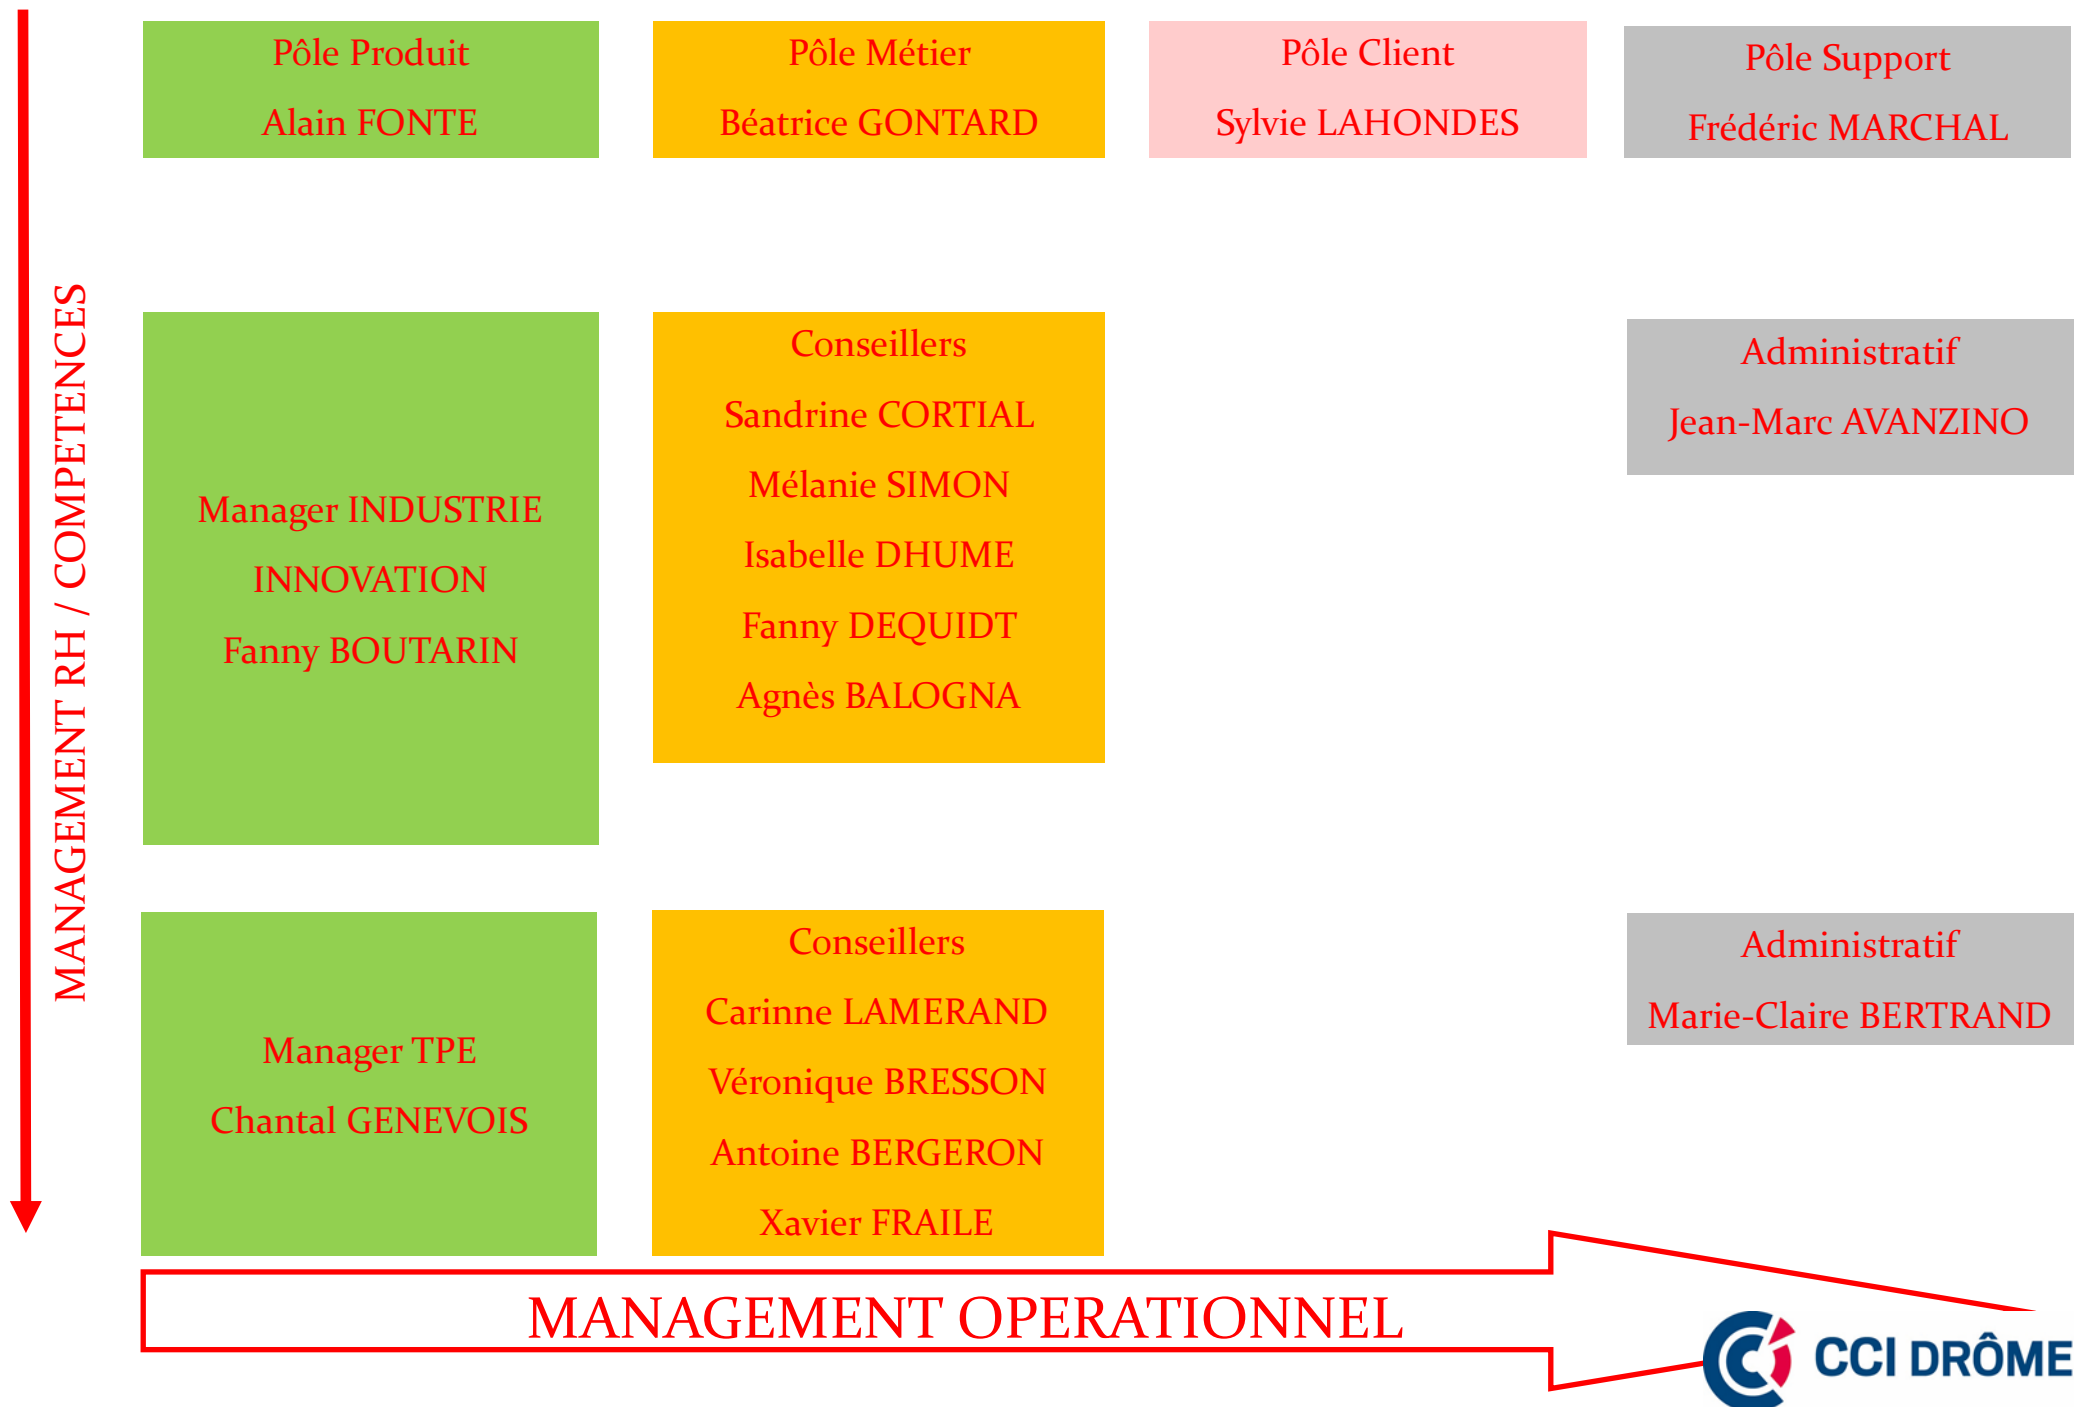 Pôle Produit
Alain FONTE
Pôle Métier
Béatrice GONTARD
Pôle Client
Sylvie LAHONDES
Pôle Support
Frédéric MARCHAL
MANAGEMENT RH / COMPETENCES
Manager INDUSTRIE
INNOVATION
Fanny BOUTARIN
Conseillers
Sandrine CORTIAL
Mélanie SIMON
Isabelle DHUME
Fanny DEQUIDT
Agnès BALOGNA
Administratif
Jean-Marc AVANZINO
Manager TPE
Chantal GENEVOIS
Conseillers
Carinne LAMERAND
Véronique BRESSON
Antoine BERGERON
Xavier FRAILE
Administratif
Marie-Claire BERTRAND
MANAGEMENT OPERATIONNEL
CCI DRÔME